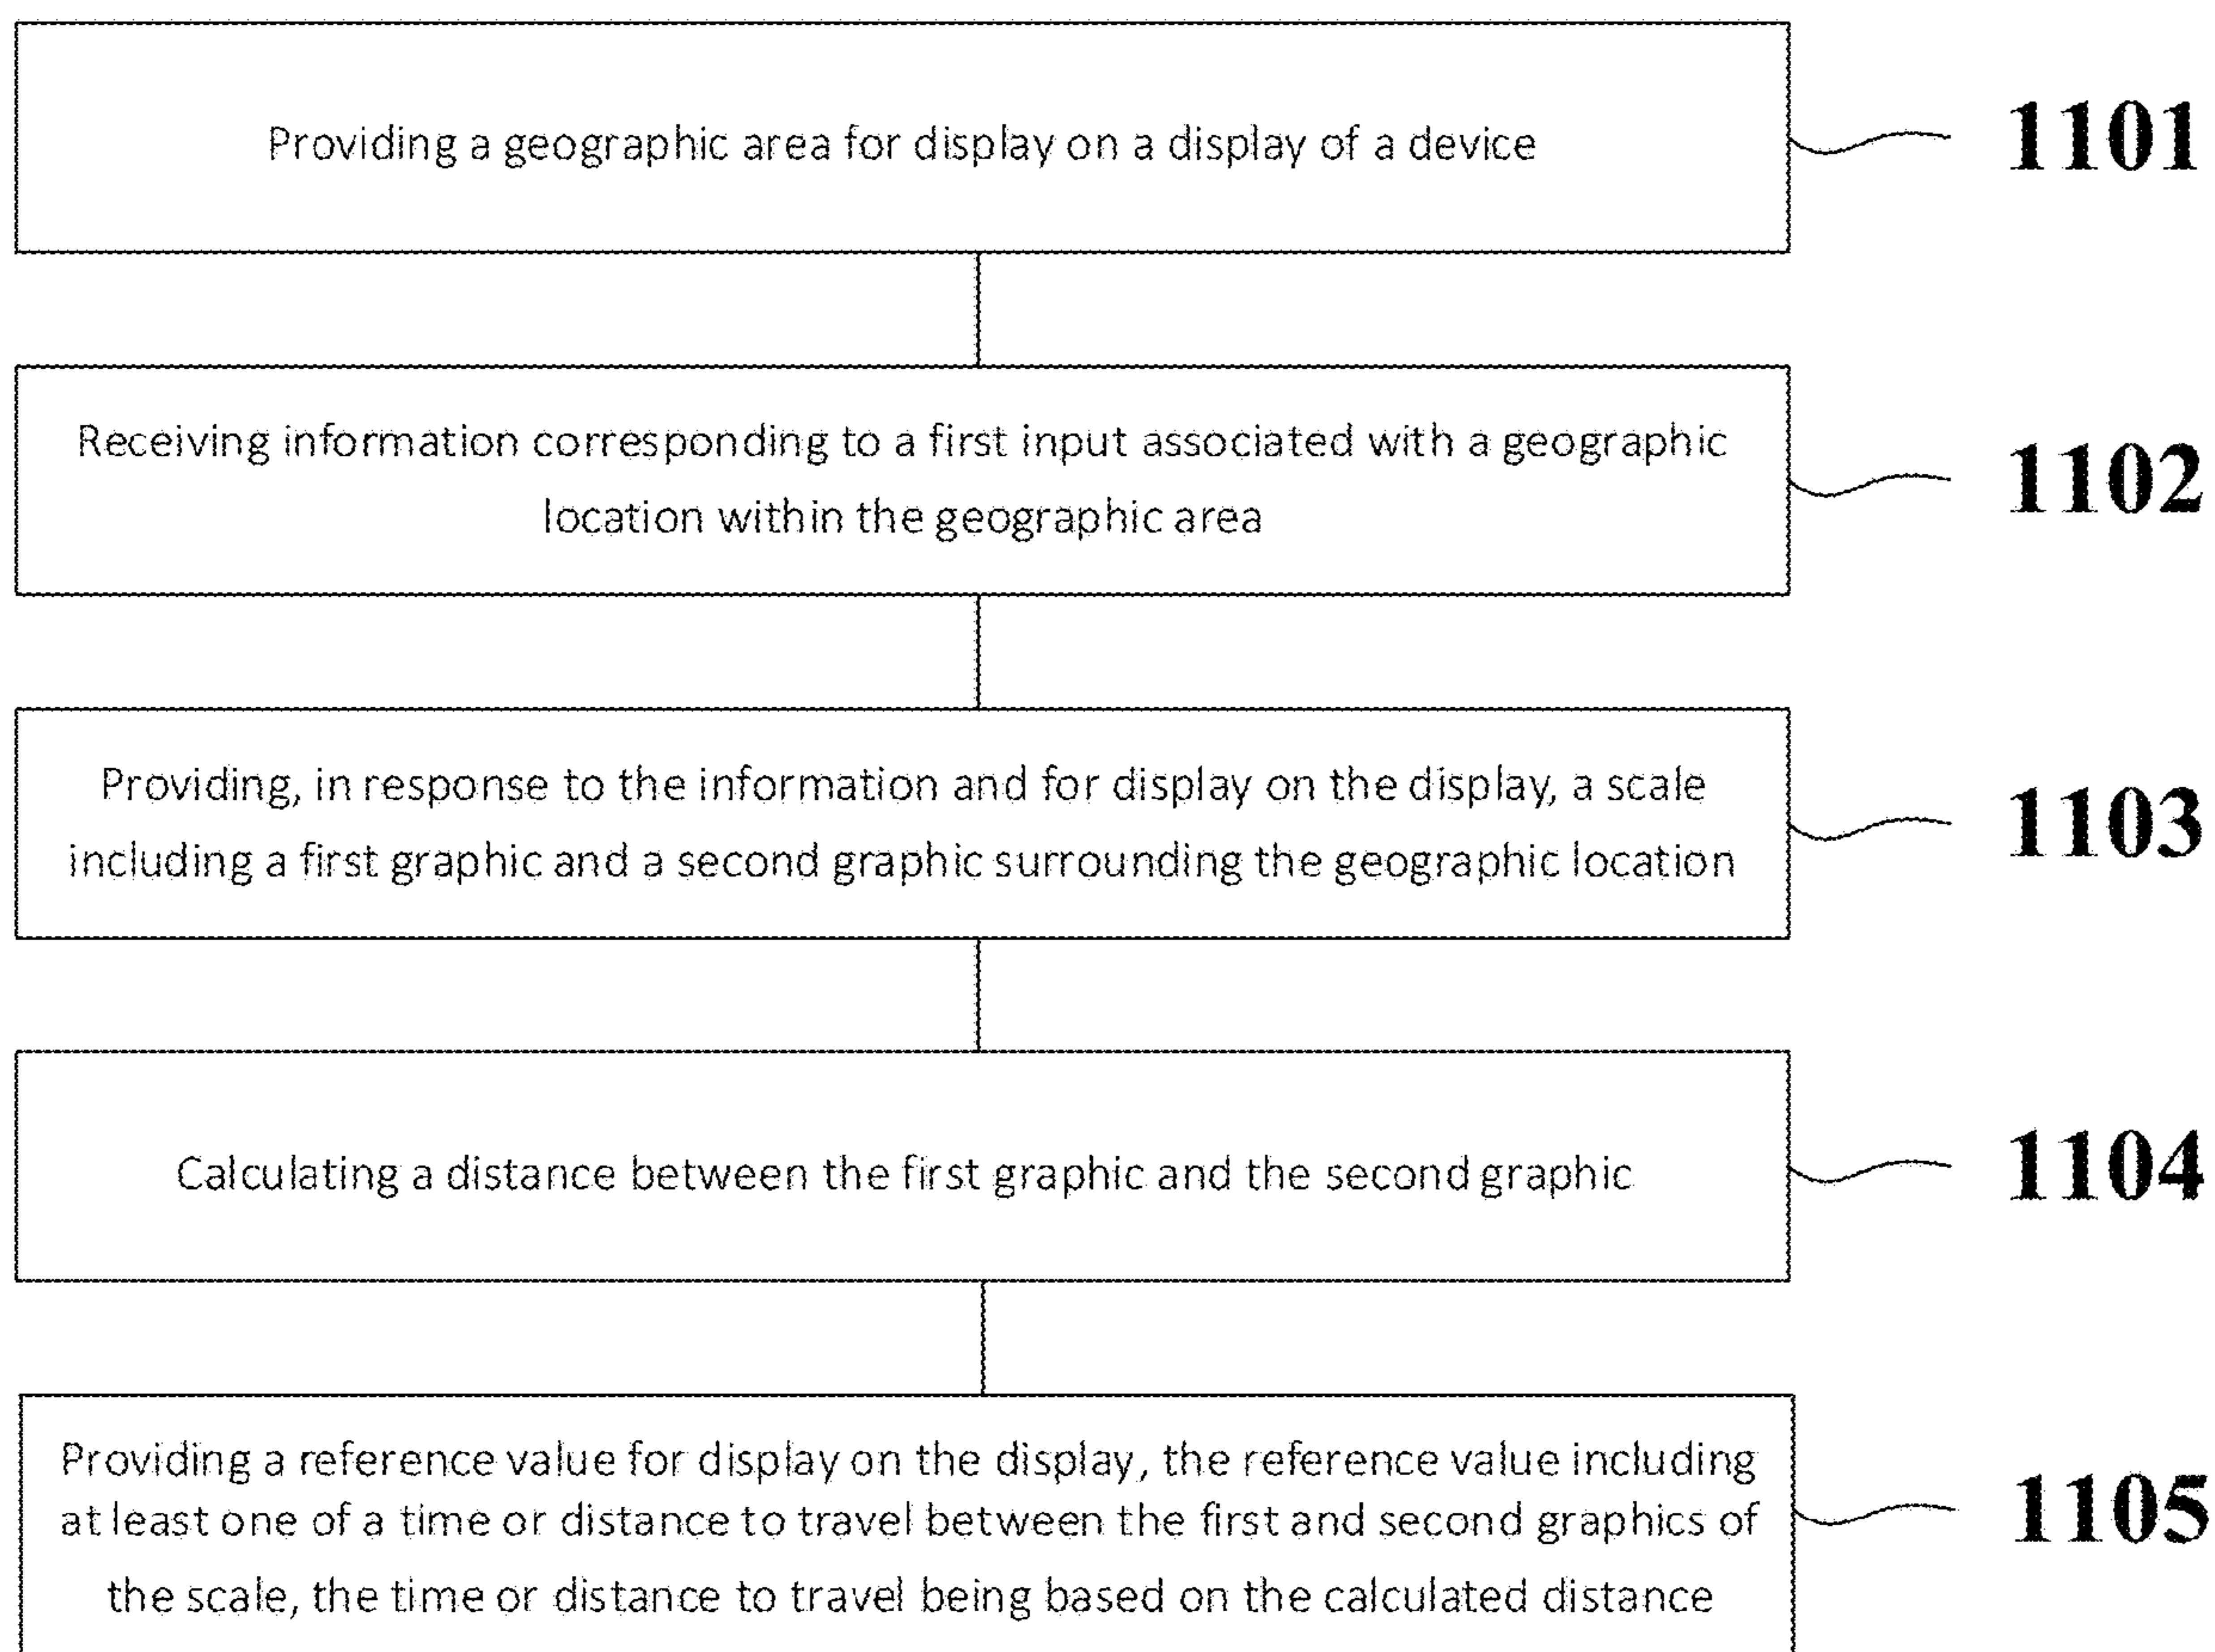 Providing a geographic area for display on a display of a device
1101
Receiving information corresponding to a first input associated with a geographic
location within the geographic area
1102
Providing, in response to the information and for display on the display, a scale
including a first graphic and a second graphic surrounding the geographic location
1103
Calculating a distance between the first graphic and the second graphic
1104
Providing a reference value for display on the display, the reference value including
at least one of a time or distance to travel between the first and second graphics of
the scale, the time or distance to travel being based on the calculated distance
1105